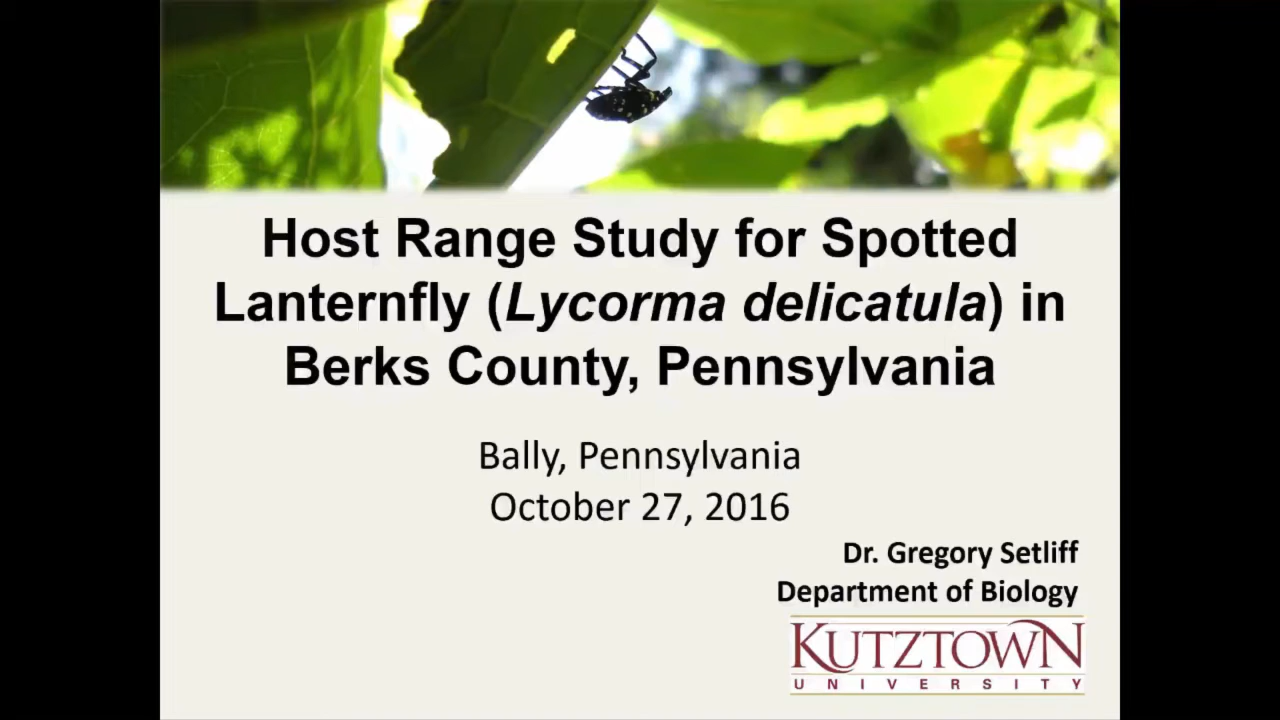 Host Range Study for Spotted
Lanternfly (Lycorma delicatula) in
Berks County, Pennsylvania
Bally, Pennsylvania
October 27, 2016
Dr. Gregory Setliff
Department of Biology
KUTZTOWN
UNIVERSITY